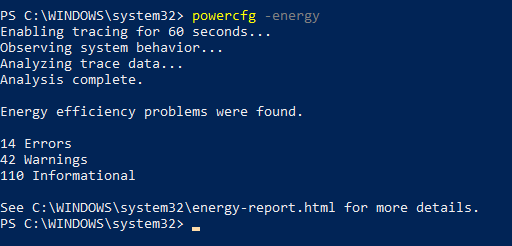 PS C:\WINDOWS\system32> powercfg -energy
Enabling tracing for 60 seconds...
Observing system behavior...
Analyzing trace data...
Analysis complete.
Energy efficiency problems were found.
14 Errors
42 Warnings
110 Informational
See C:\WINDOWS\system32\energy-report.html for more details.
PS C:\WINDOWS\system32>